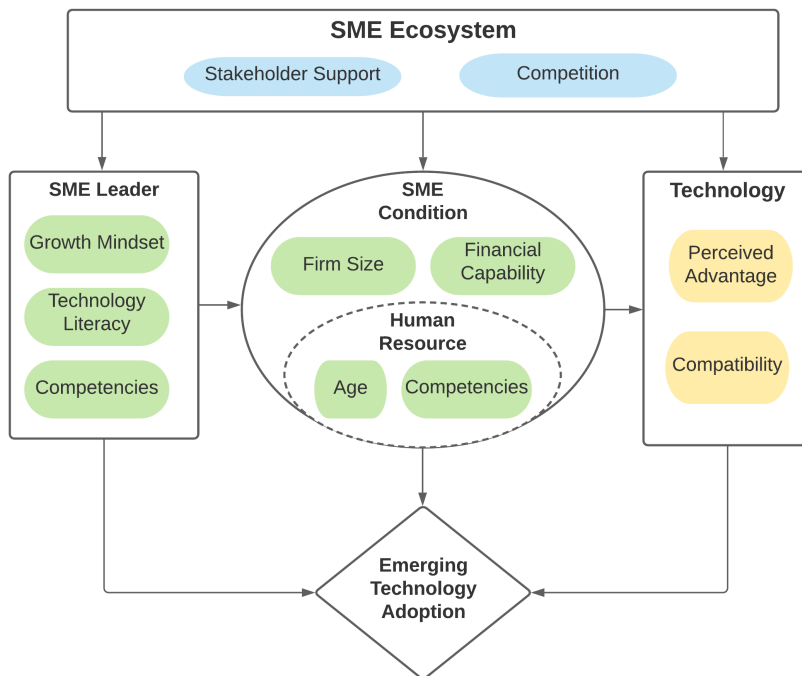 SME Ecosystem
Stakeholder Support
Competition
SME Leader
Growth Mindset
Technology
Literacy
Competencies
SME
Condition
Firm Size
Financial
Capability
Human
Resource
Age
Competencies
Technology
Perceived
Advantage
Compatibility
Emerging
Technology
Adoption